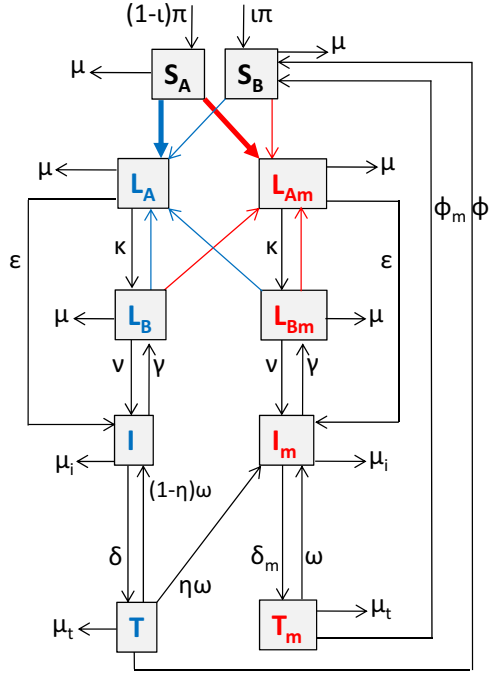 (1-ι)π ιπ
μ S_A S_B μ
μ L_A L_Am μ
ϕ_m ϕ
ε κ κ ε
μ L_B L_Bm μ
ν γ ν γ
I I_m
μ_i μ_i
(1-η)ω
δ ηω δ_m ω
μ_t T T_m μ_t